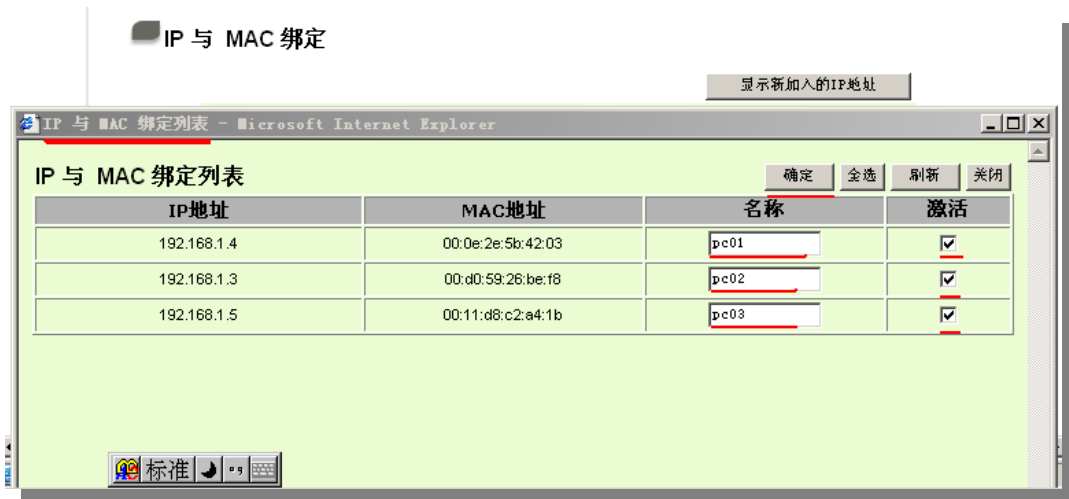 IP 与 MAC 绑定
显示新加入的IP地址
IP 与 MAC 绑定列表 - Microsoft Internet Explorer
IP 与 MAC 绑定列表
确定 全选 刷新 关闭
IP地址 MAC地址 名称 激活
192.168.1.4 00:0e:2e:5b:42:03 pc01
192.168.1.3 00:d0:59:26:be:f8 pc02
192.168.1.5 00:11:d8:c2:a4:1b pc03
标准